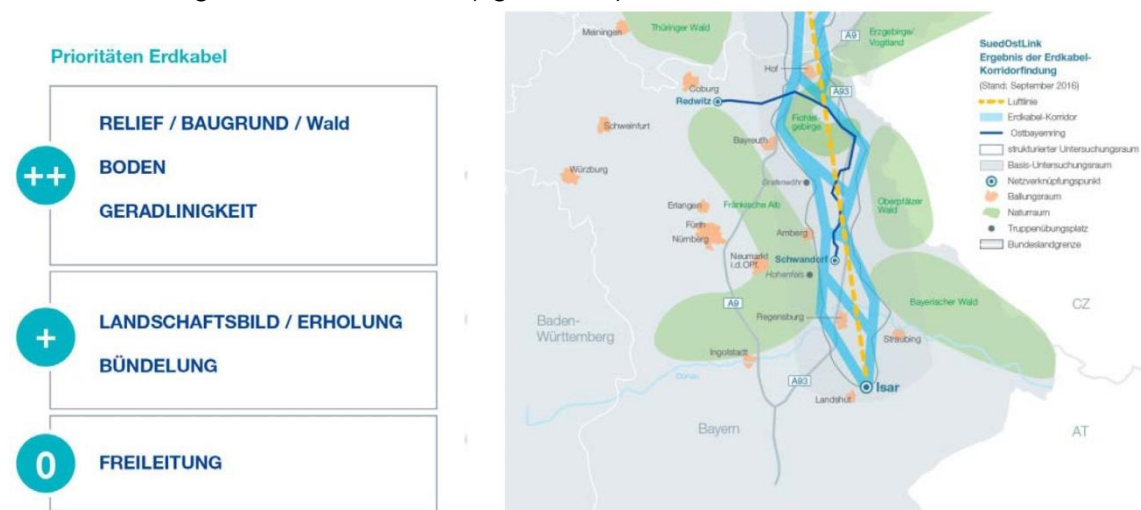 Prioritäten Erdkabel
++
RELIEF / BAUGRUND / Wald
BODEN
GERADLINIGKEIT
+
LANDSCHAFTSBILD / ERHOLUNG
BÜNDELUNG
0
FREILEITUNG
Meiningen
Thüringer Wald
A9
Erzgebirge/
Vogtland
Hof
Coburg
A93
Redwitz
Schweinfurt
Fichtel-
gebirge
Bayreuth
Würzburg
Grafenwöhr
Erlangen
Fränkische Alb
Oberpfälzer
Wald
Fürth
Nürnberg
Amberg
Neumarkt
i.d.OPf.
Schwandorf
Hohenfels
A9
Bayerischer Wald
CZ
Baden-
Württemberg
Regensburg
Straubing
Ingolstadt
Donau
A93
Isar
Landshut
Bayern
AT
SuedOstLink
Ergebnis der Erdkabel-
Korridorfindung
(Stand: September 2016)
Luftlinie
Erdkabel-Korridor
Ostbayernring
strukturierter Untersuchungsraum
Basis-Untersuchungsraum
Netzverknüpfungspunkt
Ballungsraum
Naturraum
Truppenübungsplatz
Bundeslandgrenze